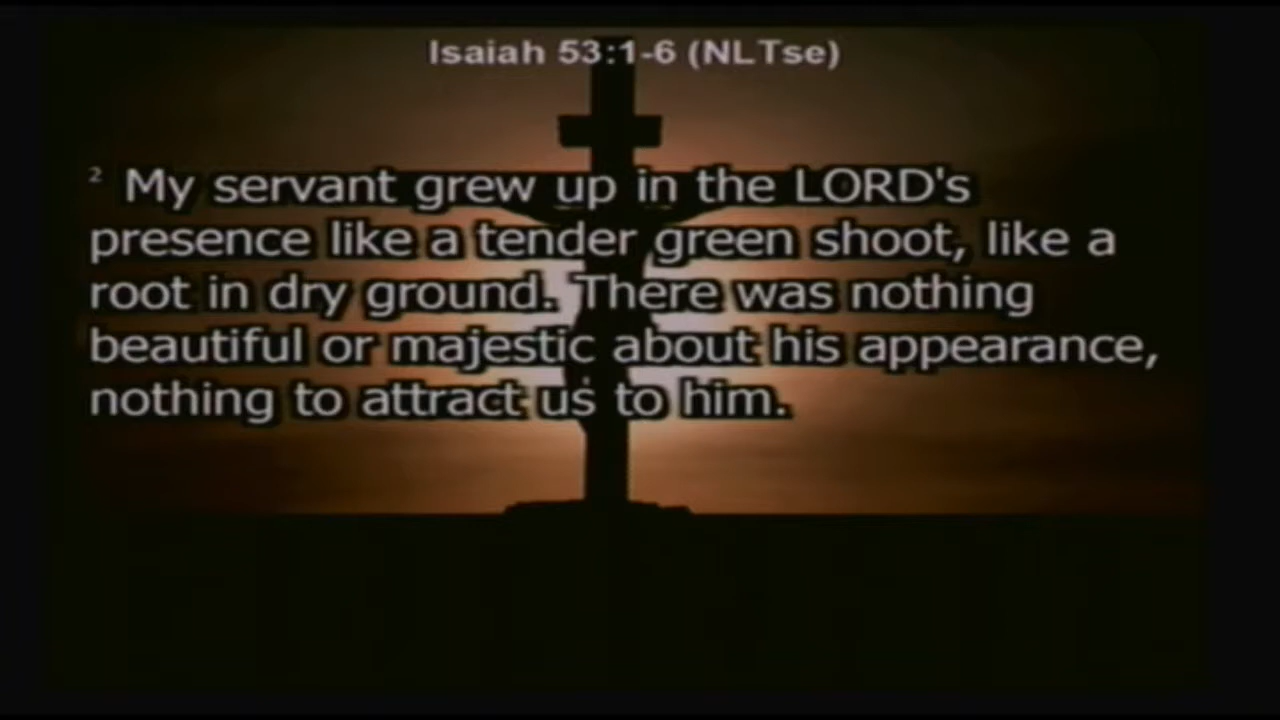 Isaiah 53:1-6 (NLTse)
² My servant grew up in the LORD's
presence like a tender green shoot, like a
root in dry ground. There was nothing
beautiful or majestic about his appearance,
nothing to attract us to him.